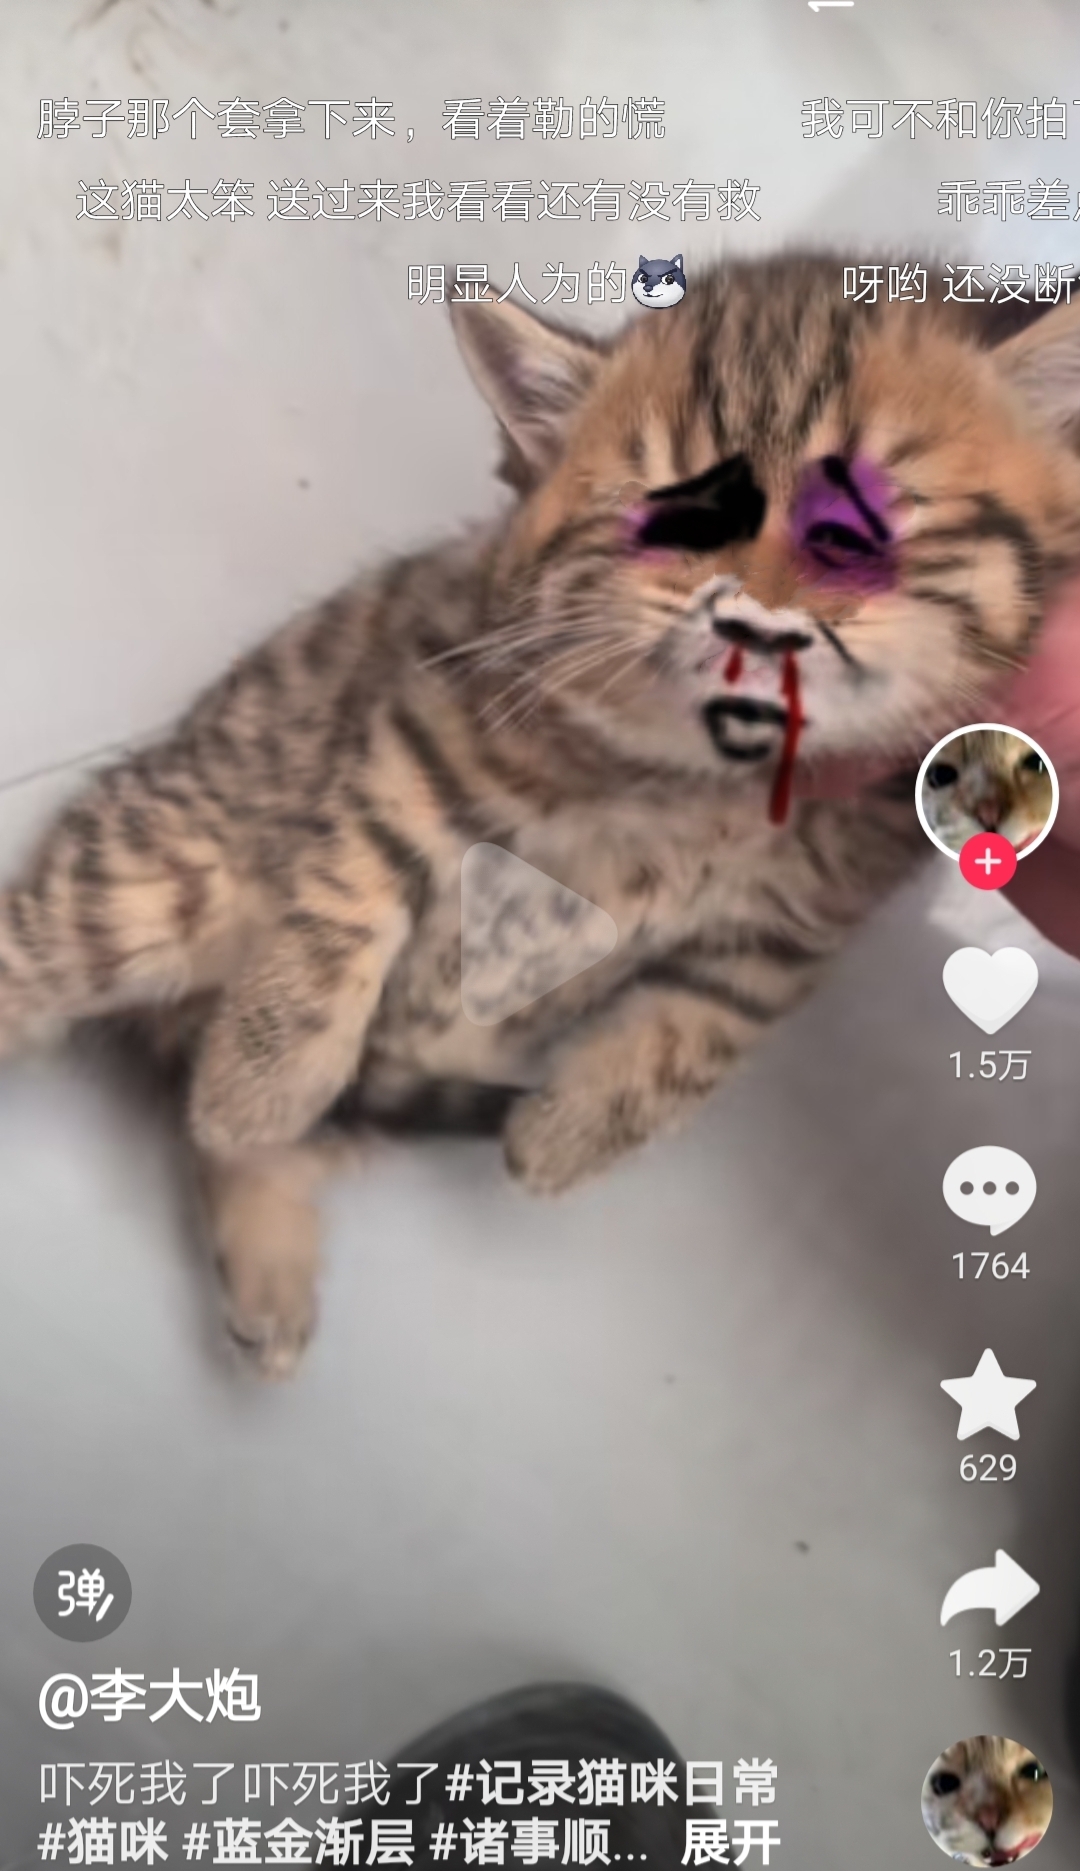 脖子那个套拿下来，看着勒的慌
我可不和你拍
这猫太笨 送过来我看看还有没有救
乖乖差
明显人为的
呀哟 还没断
1.5万
1764
629
1.2万
弹
@李大炮
吓死我了吓死我了#记录猫咪日常
#猫咪 #蓝金渐层 #诸事顺... 展开